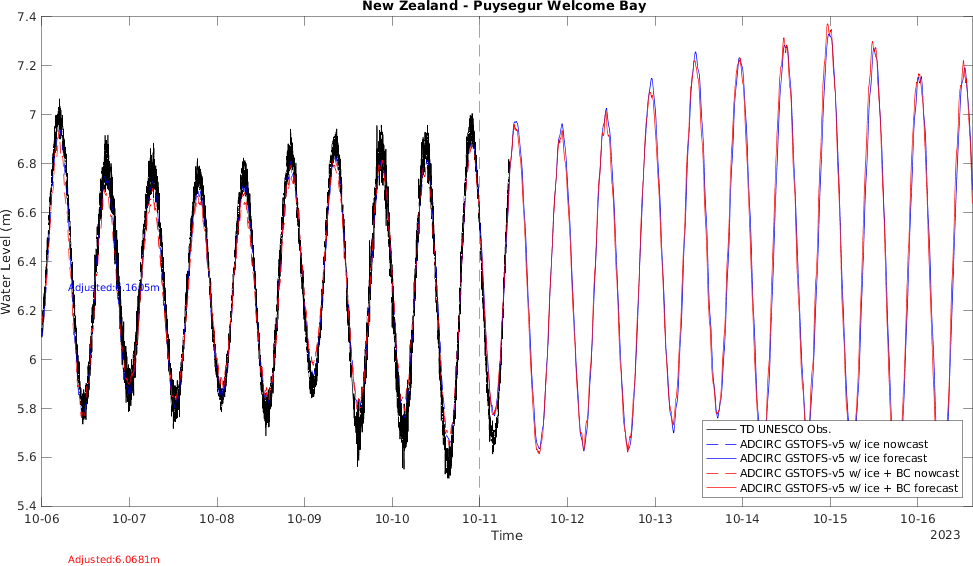 New Zealand - Puysegur Welcome Bay
7.4
7.2
7
6.8
6.6
6.4
6.2
6
5.8
5.6
5.4
Water Level (m)
Adjusted:6.1605m
TD UNESCO Obs.
ADCIRC GSTOFS-v5 w/ ice nowcast
ADCIRC GSTOFS-v5 w/ ice forecast
ADCIRC GSTOFS-v5 w/ ice + BC nowcast
ADCIRC GSTOFS-v5 w/ ice + BC forecast
10-06 10-07 10-08 10-09 10-10 10-11 10-12 10-13 10-14 10-15 10-16
Time
2023
Adjusted:6.0681m